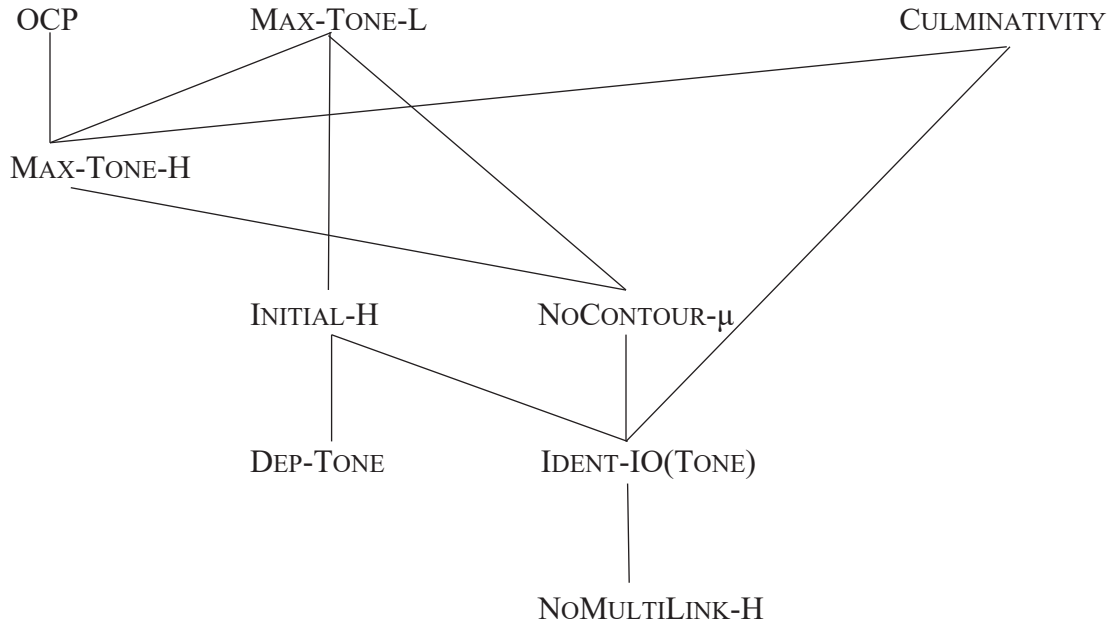 OCP MAX-TONE-L CULMINATIVITY
MAX-TONE-H
INITIAL-H NOCONTOUR-μ
DEP-TONE IDENT-IO(TONE)
NOMULTILINK-H